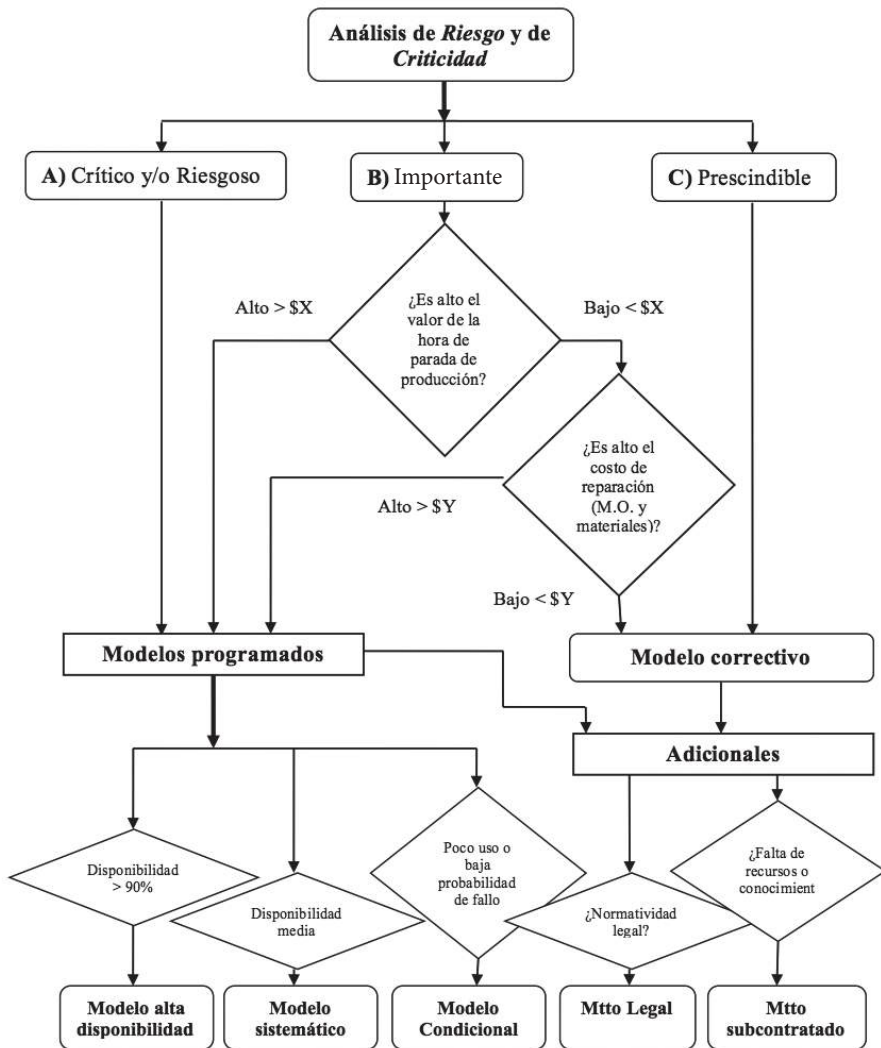 Análisis de Riesgo y de
Criticidad
A) Crítico y/o Riesgoso
B) Importante
C) Prescindible
Alto > $X
¿Es alto el
valor de la
hora de
parada de
producción?
Bajo < $X
¿Es alto el
costo de
reparación
(M.O. y
materiales)?
Alto > $Y
Bajo < $Y
Modelos programados
Modelo correctivo
Adicionales
Disponibilidad
> 90%
Disponibilidad
media
Poco uso o
baja
probabilidad
de fallo
¿Normatividad
legal?
¿Falta de
recursos o
conocimient
Modelo alta
disponibilidad
Modelo
sistemático
Modelo
Condicional
Mtto Legal
Mtto
subcontratado